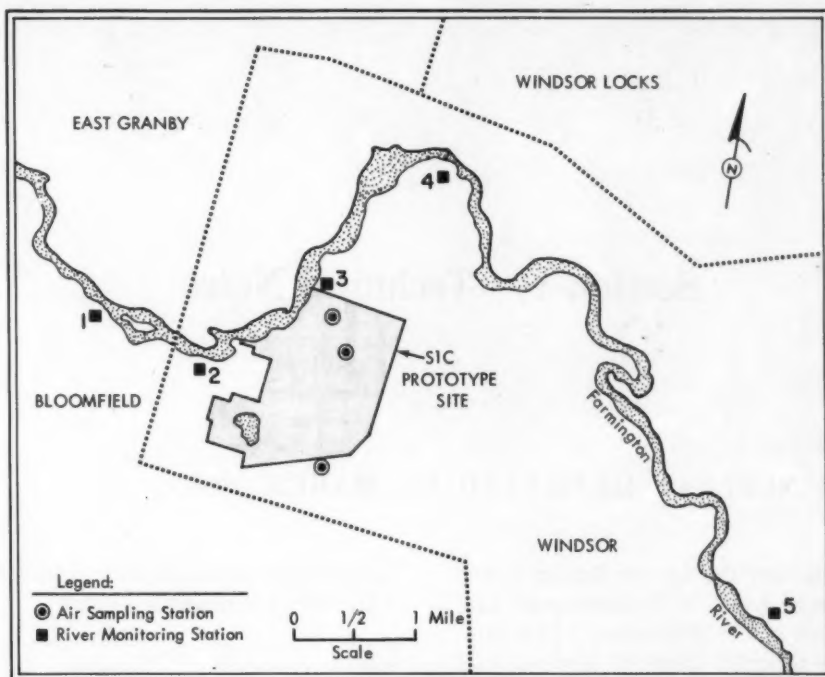 WINDSOR LOCKS
EAST GRANBY
N
4
3
1
2
S1C
PROTOTYPE
SITE
BLOOMFIELD
Farmington
River
WINDSOR
5
Legend:
Air Sampling Station
River Monitoring Station
0 1/2 1 Mile
Scale